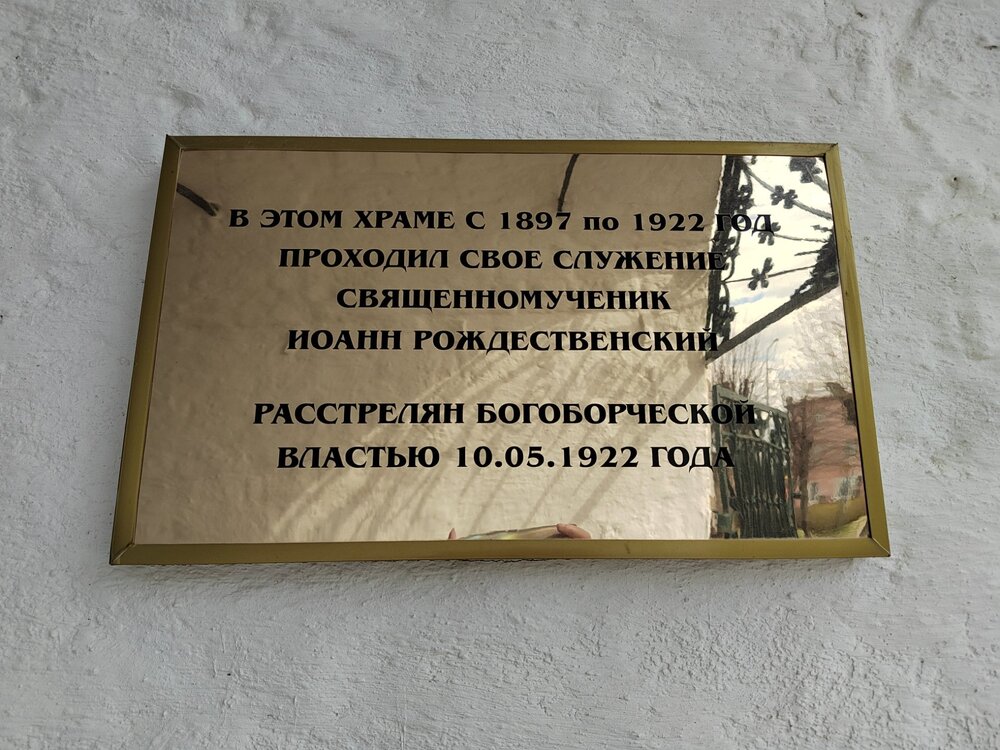 В ЭТОМ ХРАМЕ С 1897 по 1922 ГОД
ПРОХОДИЛ СВОЕ СЛУЖЕНИЕ
СВЯЩЕННОМУЧЕНИК
ИОАНН РОЖДЕСТВЕНСКИЙ
РАССТРЕЛЯН БОГОБОРЧЕСКОЙ
ВЛАСТЬЮ 10.05.1922 ГОДА